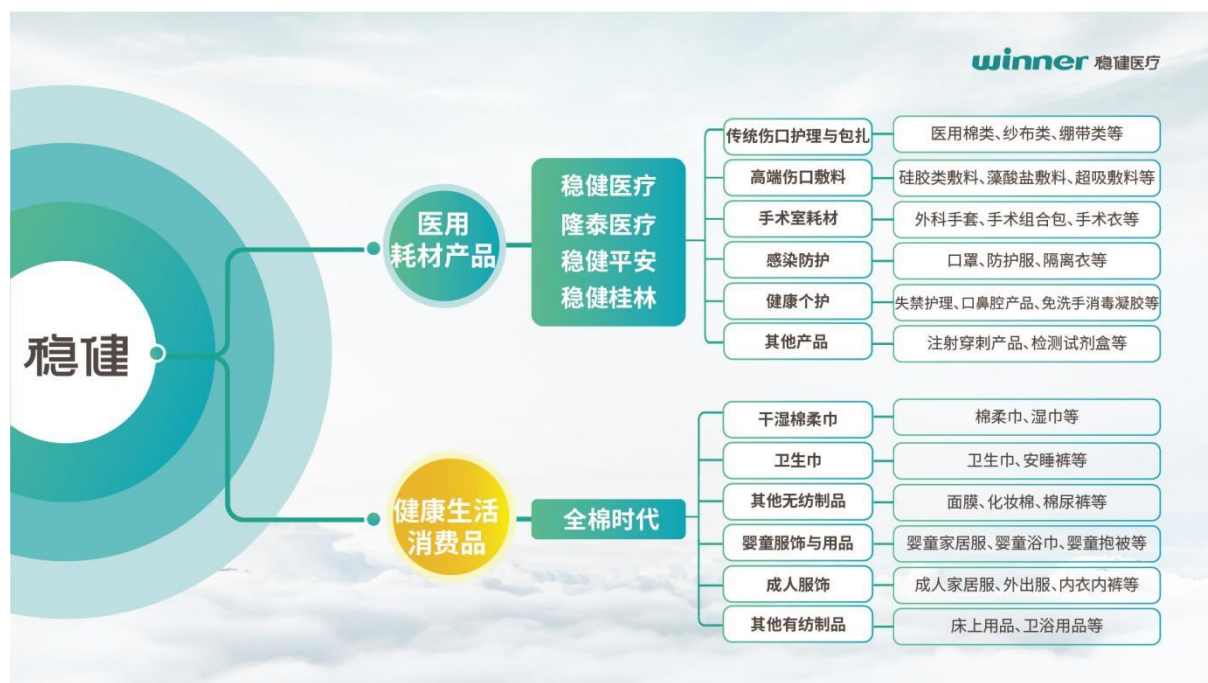 winner 稳健医疗
稳健
医用
耗材产品
稳健医疗
隆泰医疗
稳健平安
稳健桂林
传统伤口护理与包扎
医用棉类、纱布类、绷带类等
高端伤口敷料
硅胶类敷料、藻酸盐敷料、超吸敷料等
手术室耗材
外科手套、手术组合包、手术衣等
感染防护
口罩、防护服、隔离衣等
健康个护
失禁护理、口鼻腔产品、免洗手消毒凝胶等
其他产品
注射穿刺产品、检测试剂盒等
健康生活
消费品
全棉时代
干湿棉柔巾
棉柔巾、湿巾等
卫生巾
卫生巾、安睡裤等
其他无纺制品
面膜、化妆棉、棉尿裤等
婴童服饰与用品
婴童家居服、婴童浴巾、婴童抱被等
成人服饰
成人家居服、外出服、内衣内裤等
其他有纺制品
床上用品、卫浴用品等